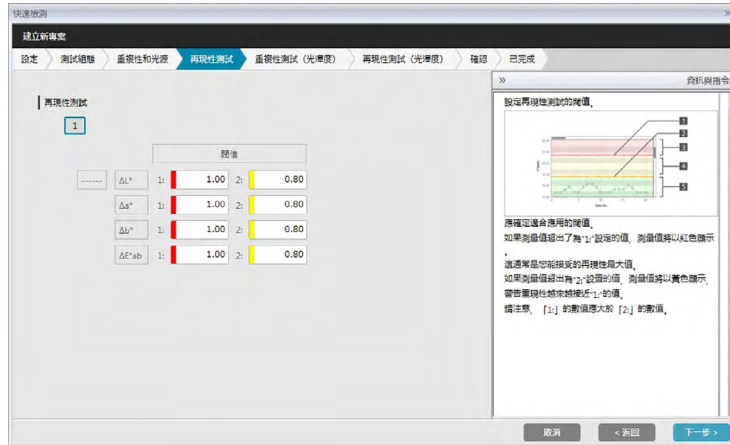 快速檢測
建立新專案
設定 測試組態 重複性和光源 再現性測試 重複性測試（光澤度） 再現性測試（光澤度） 確認 已完成
» 資訊與指令
再現性測試
1
閾值
------ ΔL* 1: 1.00 2: 0.80
Δa* 1: 1.00 2: 0.80
Δb* 1: 1.00 2: 0.80
ΔE*ab 1: 1.00 2: 0.80
設定再現性測試的閾值。
1
2
3
4
5
應確定適合應用的閾值。
如果測量值超出了為"1:"設定的值，測量值將以紅色顯示
。
這通常是您能接受的再現性最大值。
如果測量值超出為"2:"設置的值，測量值將以黃色顯示，
警告重現性越來越接近"1:"的值。
請注意，「1:」的數值應大於「2:」的數值。
取消 < 返回 下一步 >